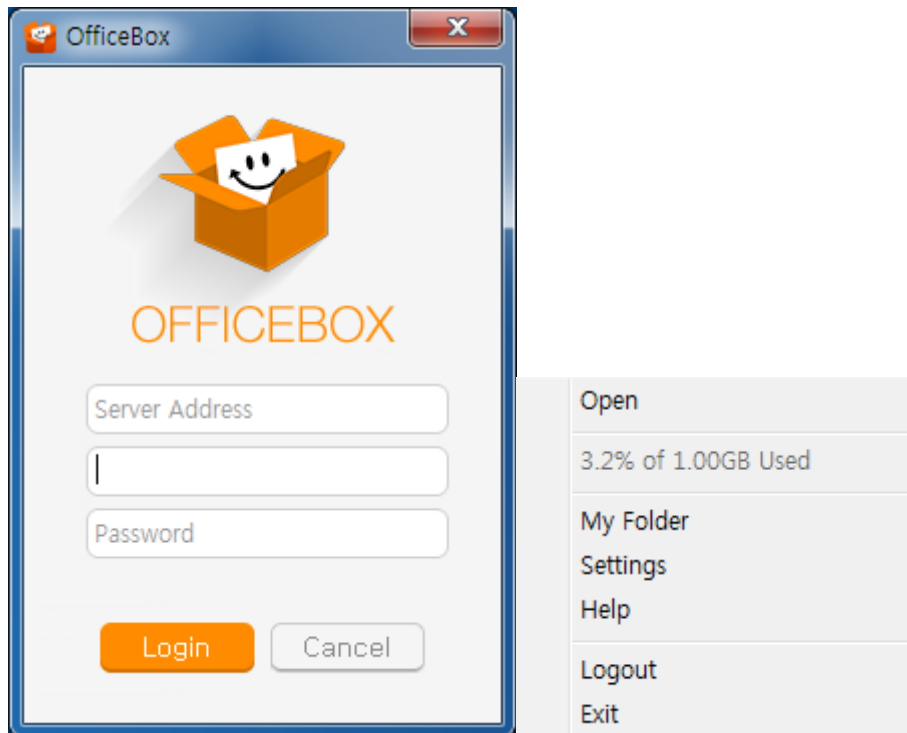 OfficeBox
OFFICEBOX
Server Address
Password
Login
Cancel
Open
3.2% of 1.00GB Used
My Folder
Settings
Help
Logout
Exit